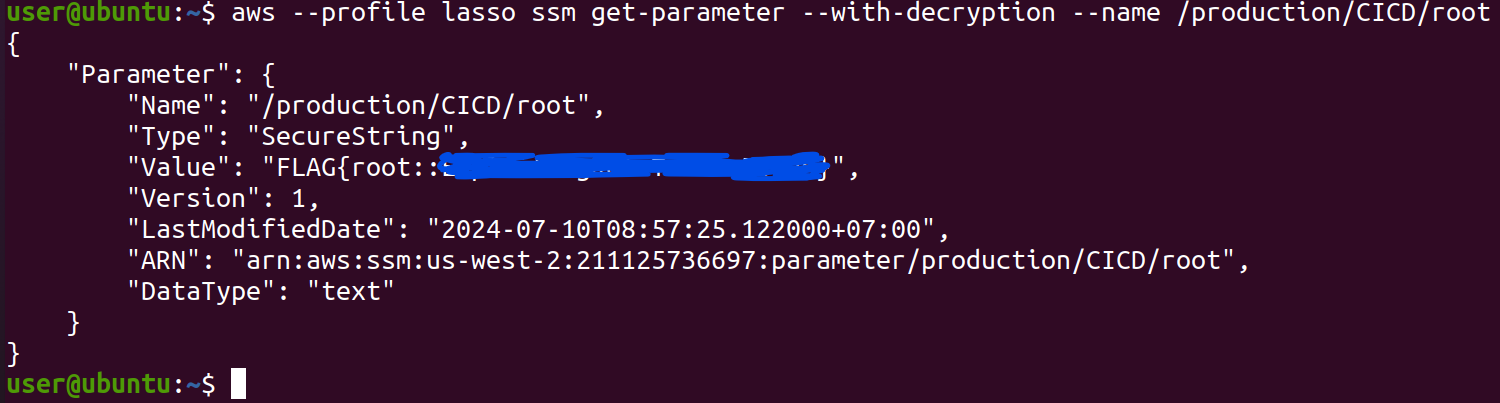 user@ubuntu:~$ aws --profile lasso ssm get-parameter --with-decryption --name /production/CICD/root
{
    "Parameter": {
        "Name": "/production/CICD/root",
        "Type": "SecureString",
        "Value": "FLAG{root::}",
        "Version": 1,
        "LastModifiedDate": "2024-07-10T08:57:25.122000+07:00",
        "ARN": "arn:aws:ssm:us-west-2:211125736697:parameter/production/CICD/root",
        "DataType": "text"
    }
}
user@ubuntu:~$